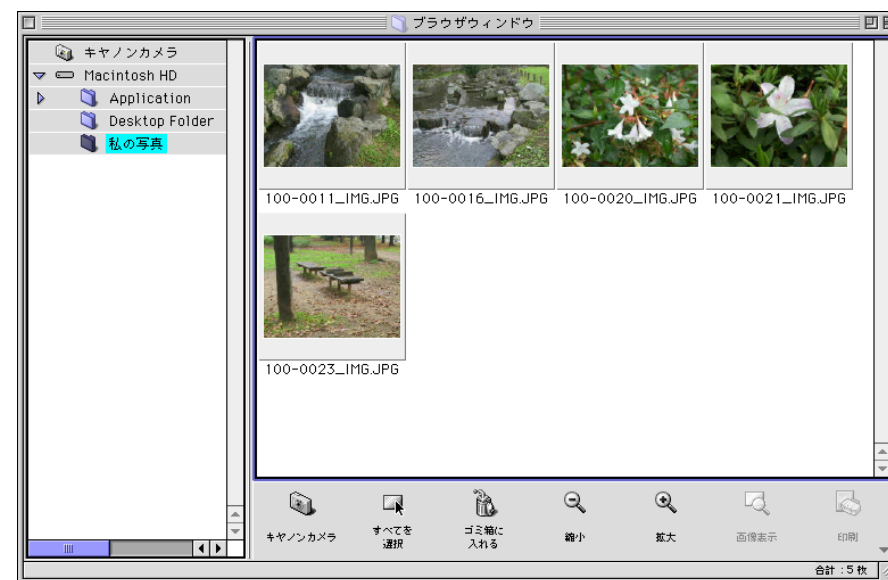 ブラウザウィンドウ
キヤノンカメラ
Macintosh HD
Application
Desktop Folder
私の写真
100-0011_IMG.JPG
100-0016_IMG.JPG
100-0020_IMG.JPG
100-0021_IMG.JPG
100-0023_IMG.JPG
キヤノンカメラ
すべてを
選択
ゴミ箱に
入れる
縮小
拡大
画像表示
印刷
合計 : 5 枚